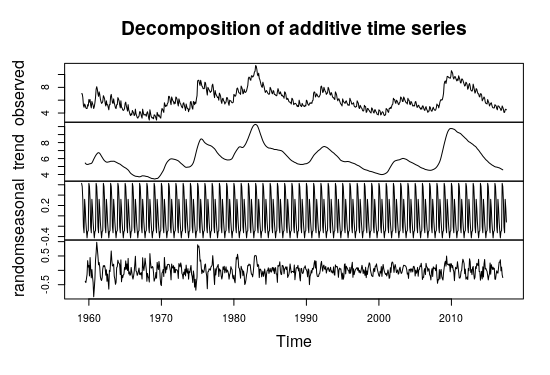 Decomposition of additive time series
observed
4 8
trend
4 6 8
seasonal
-0.4 0.2
random
-0.5 0.5
1960 1970 1980 1990 2000 2010
Time